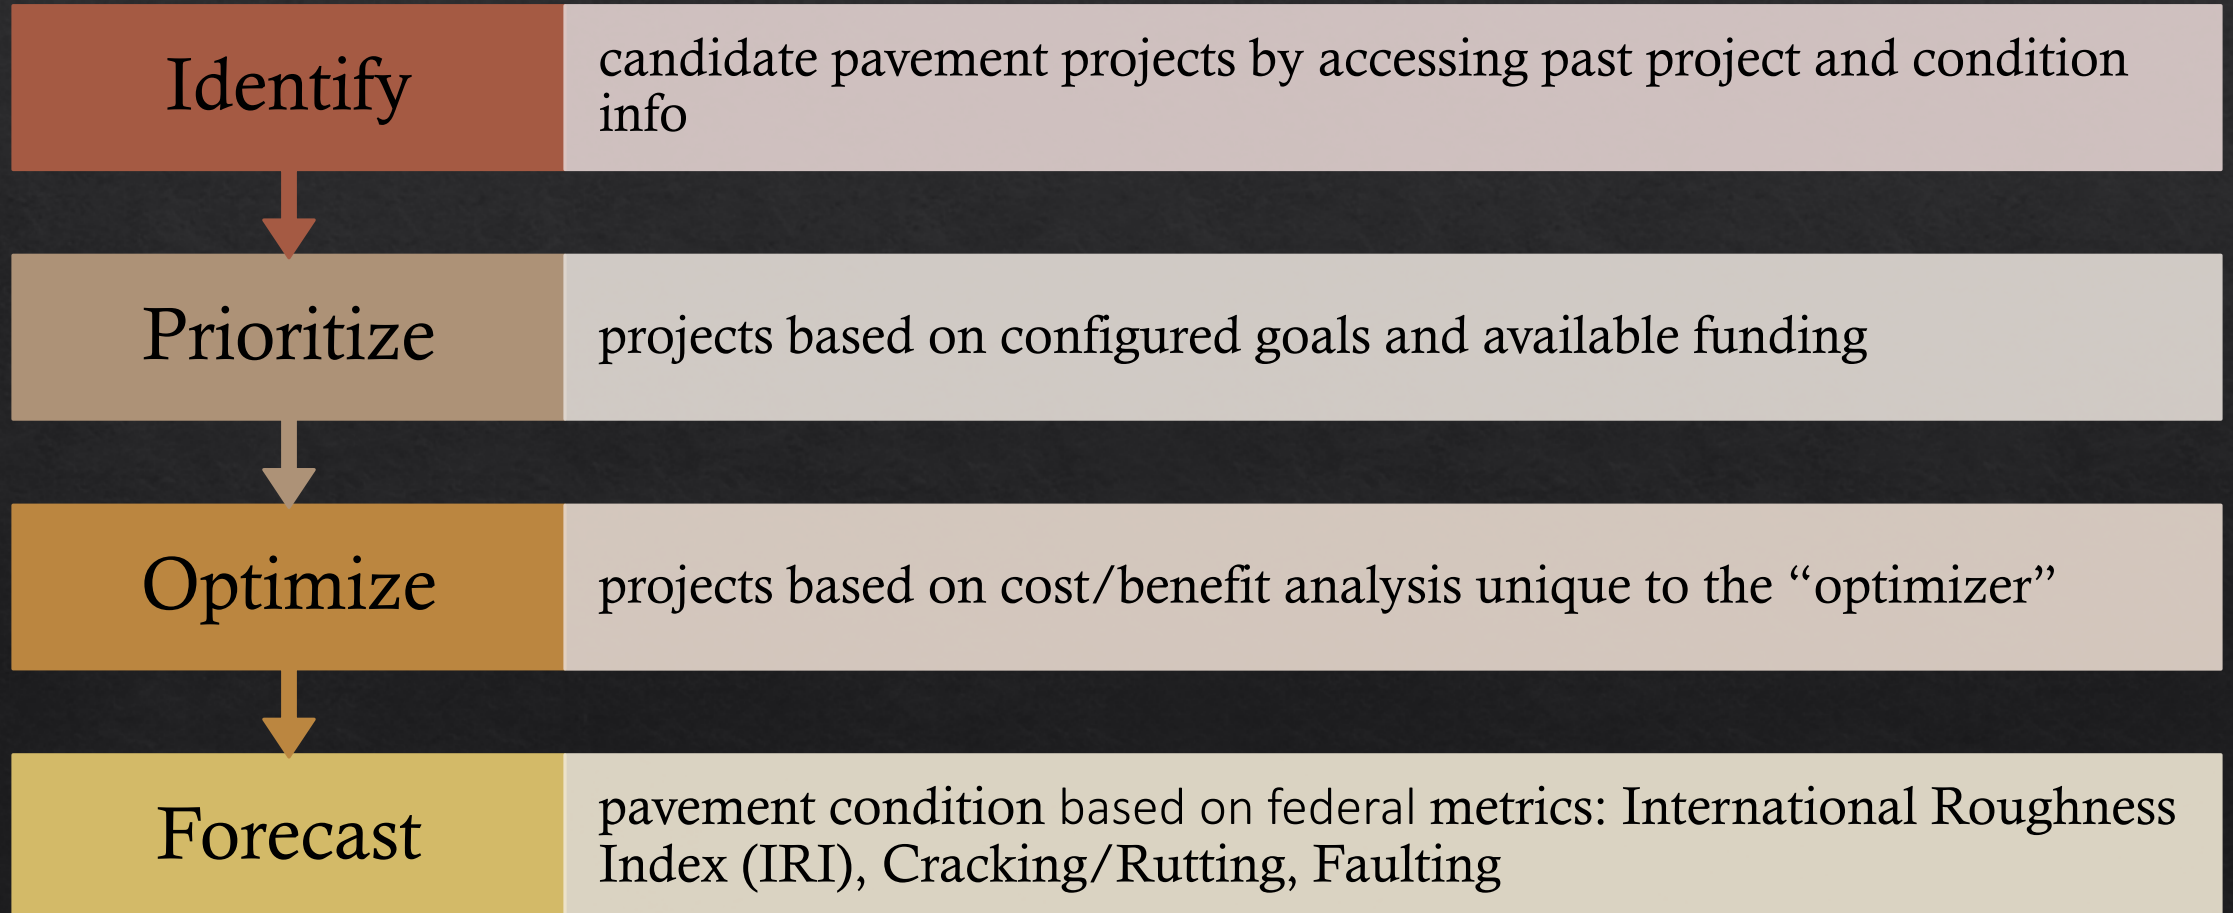 Identify
candidate pavement projects by accessing past project and condition
info
Prioritize
projects based on configured goals and available funding
Optimize
projects based on cost/benefit analysis unique to the “optimizer”
Forecast
pavement condition based on federal metrics: International Roughness
Index (IRI), Cracking/Rutting, Faulting